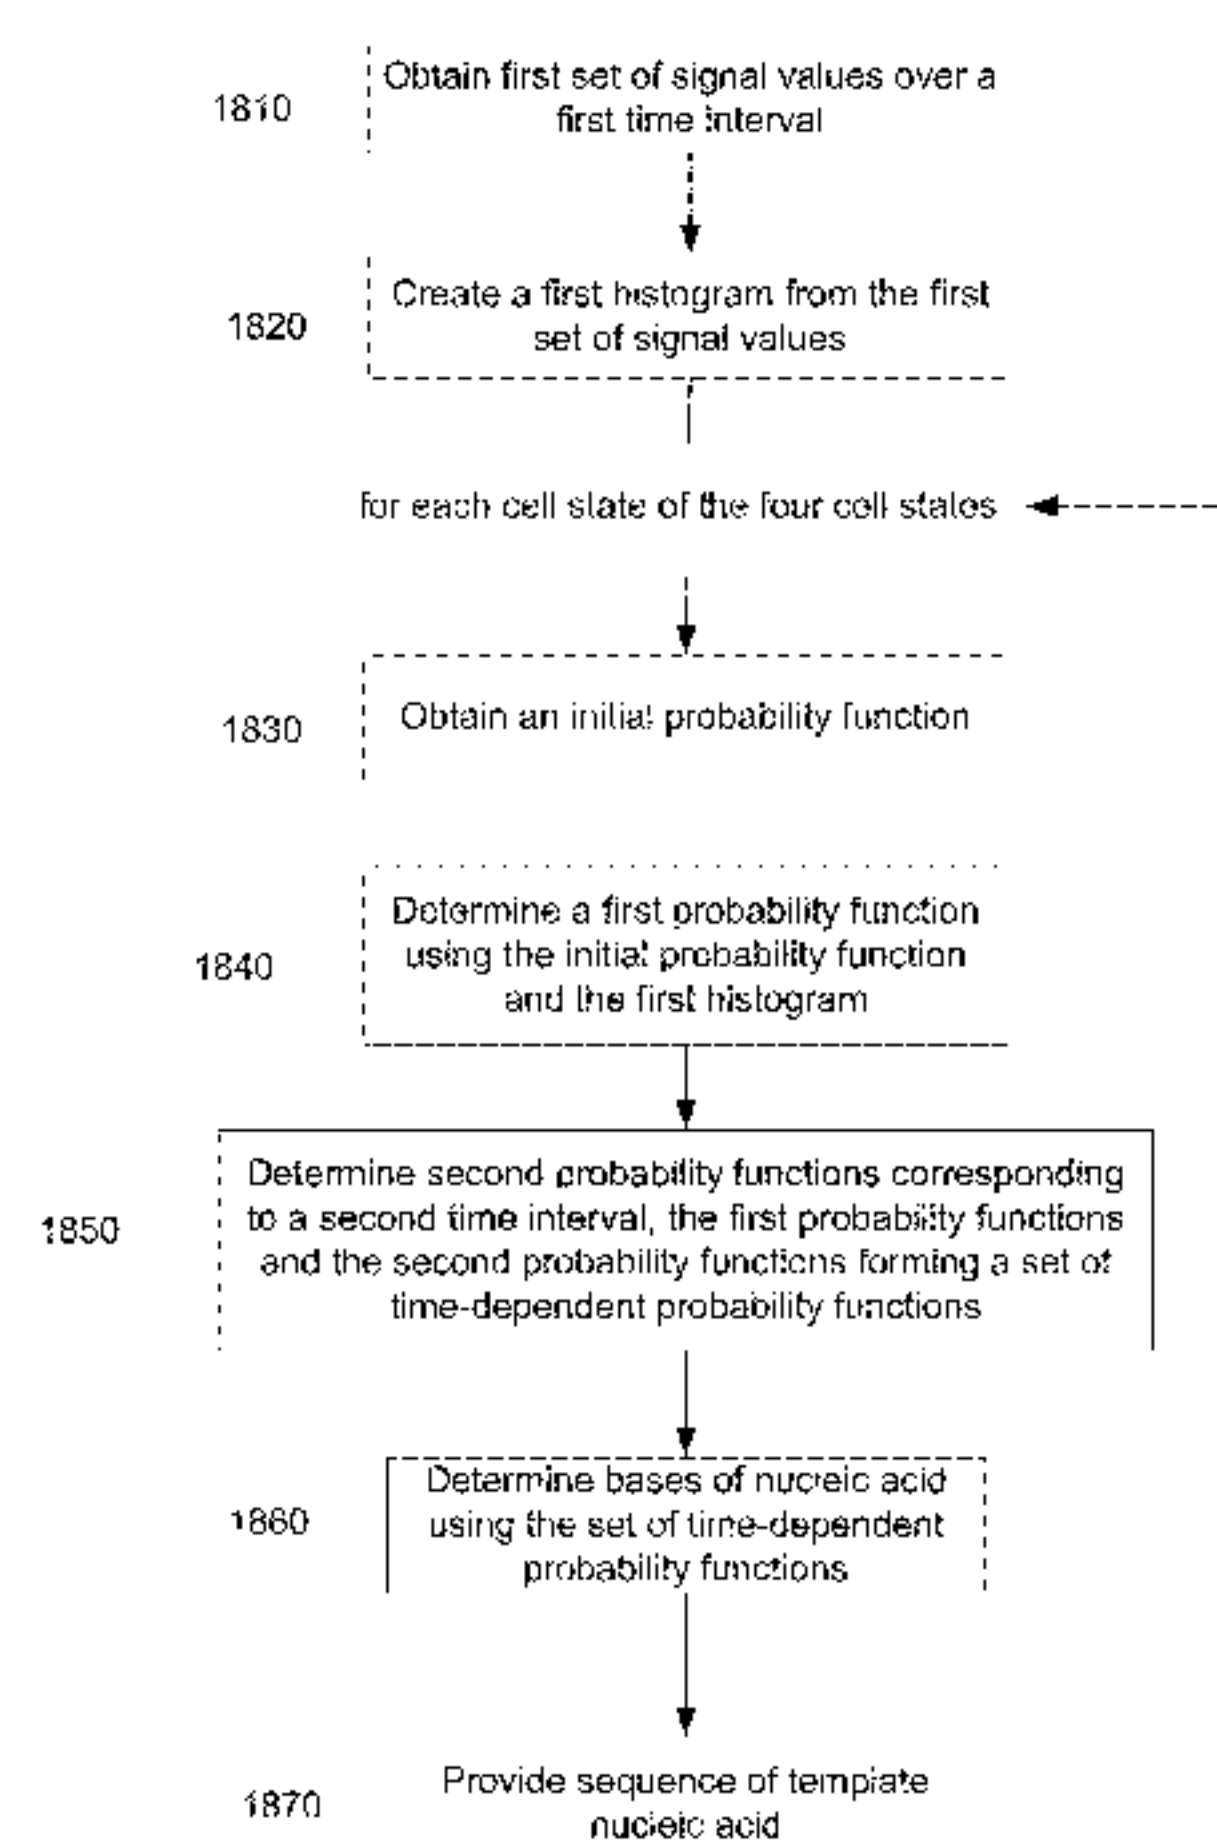 1810
Obtain first set of signal values over a
first time interval
1820
Create a first histogram from the first
set of signal values
for each cell state of the four cell states
1830
Obtain an initial probability function
1840
Determine a first probability function
using the initial probability function
and the first histogram
1850
Determine second probability functions corresponding
to a second time interval, the first probability functions
and the second probability functions forming a set of
time-dependent probability functions
1860
Determine bases of nucleic acid
using the set of time-dependent
probability functions
1870
Provide sequence of template
nucleic acid